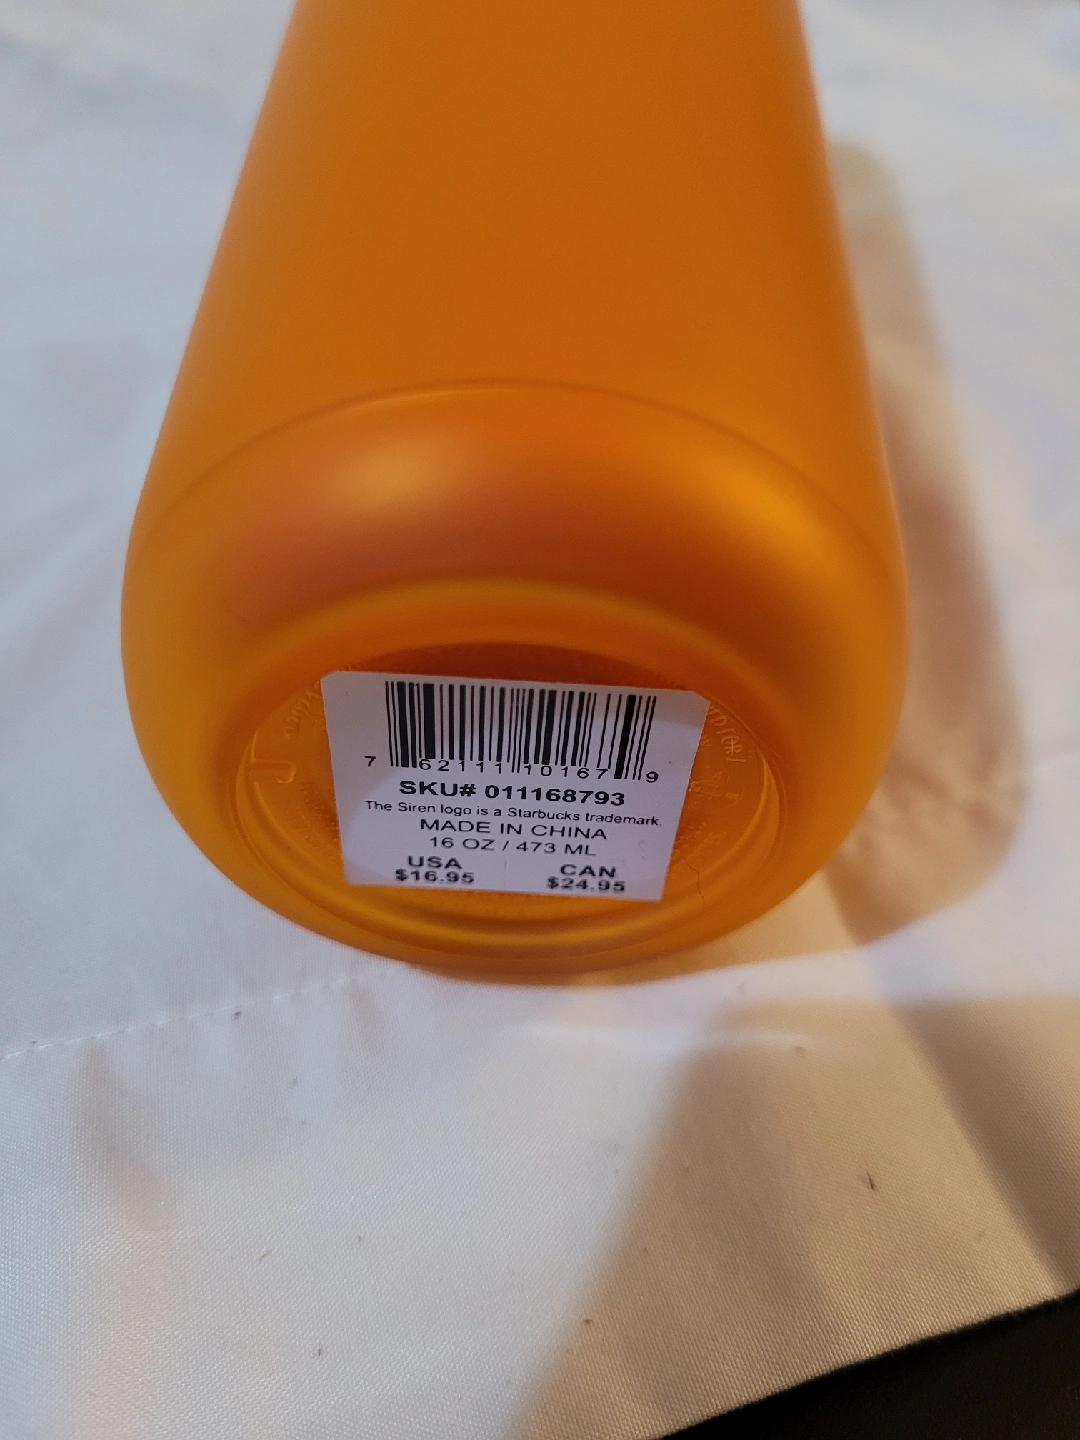 7 62111 10167 9
SKU# 011168793
The Siren logo is a Starbucks trademark.
MADE IN CHINA
16 OZ / 473 ML
USA CAN
$16.95 $24.95